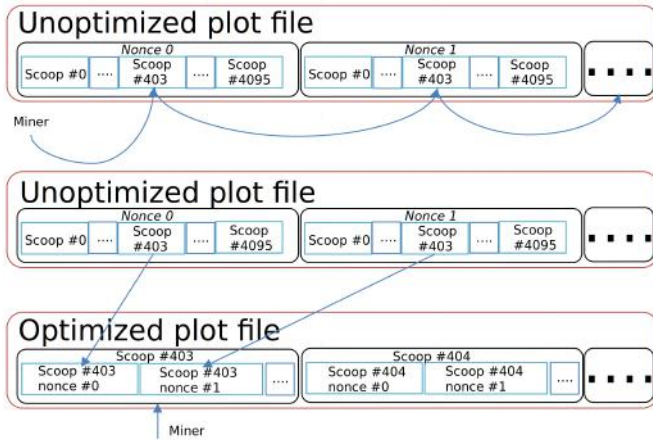 Unoptimized plot file
Nonce 0
Nonce 1
Scoop #0 .... Scoop #403 .... Scoop #4095
Scoop #0 .... Scoop #403 .... Scoop #4095
....
Miner
Unoptimized plot file
Nonce 0
Nonce 1
Scoop #0 .... Scoop #403 .... Scoop #4095
Scoop #0 .... Scoop #403 .... Scoop #4095
....
Optimized plot file
Scoop #403
Scoop #404
Scoop #403 nonce #0
Scoop #403 nonce #1
....
Scoop #404 nonce #0
Scoop #404 nonce #1
....
....
Miner